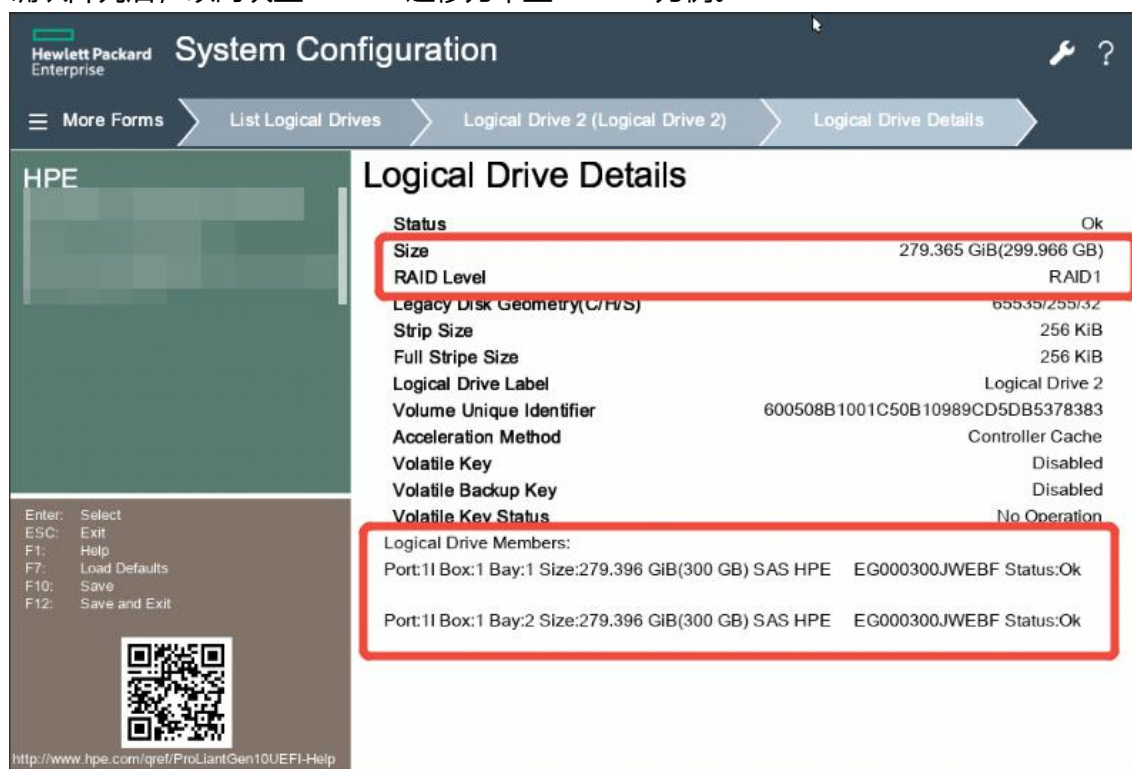 Hewlett Packard
Enterprise
System Configuration
?
More Forms
List Logical Drives
Logical Drive 2 (Logical Drive 2)
Logical Drive Details
HPE
Logical Drive Details
Status Ok
Size 279.365 GiB(299.966 GB)
RAID Level RAID1
Legacy Disk Geometry(C/H/S) 65535/255/32
Strip Size 256 KiB
Full Stripe Size 256 KiB
Logical Drive Label Logical Drive 2
Volume Unique Identifier 600508B1001C50B10989CD5DB5378383
Acceleration Method Controller Cache
Volatile Key Disabled
Volatile Backup Key Disabled
Volatile Key Status No Operation
Logical Drive Members:
Port:1I Box:1 Bay:1 Size:279.396 GiB(300 GB) SAS HPE EG000300JWEBF Status:Ok
Port:1I Box:1 Bay:2 Size:279.396 GiB(300 GB) SAS HPE EG000300JWEBF Status:Ok
Enter: Select
ESC: Exit
F1: Help
F7: Load Defaults
F10: Save
F12: Save and Exit
http://www.hpe.com/qref/ProLiantGen10UEFI-Help